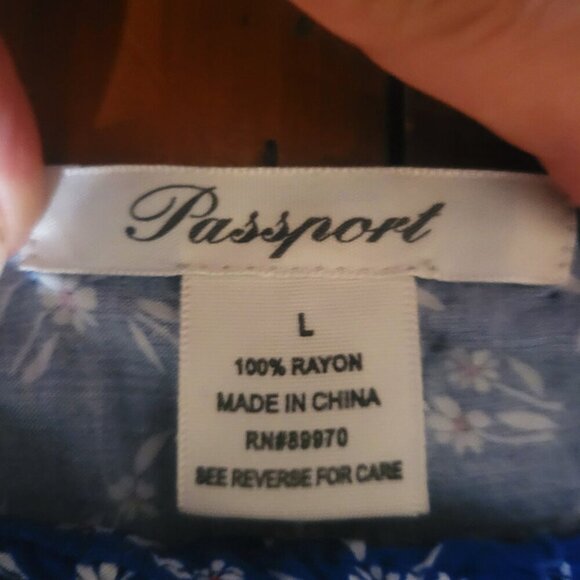 Passport
L
100% RAYON
MADE IN CHINA
RN#89970
SEE REVERSE FOR CARE